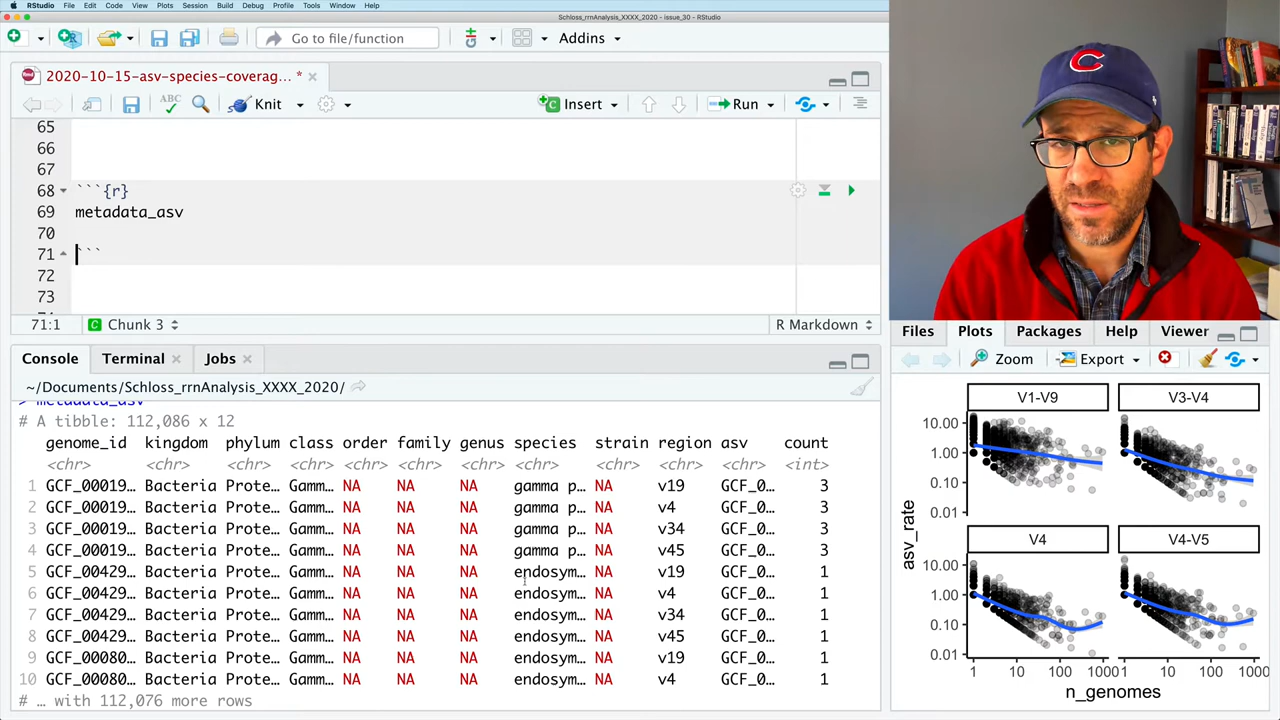 RStudio File Edit Code View Plots Session Build Debug Profile Tools Window Help
Schloss_rrnAnalysis_XXXX_2020 - issue_30 - RStudio
Go to file/function Addins
2020-10-15-asv-species-coverag... *
ABC Knit Insert Run
65
66
67
68 ```{r}
69 metadata_asv
70
71 ```
72
73
71:1 Chunk 3 R Markdown
Console Terminal Jobs
~/Documents/Schloss_rrnAnalysis_XXXX_2020/
> metadata_asv
# A tibble: 112,086 x 12
genome_id kingdom phylum class order family genus species strain region asv count
<chr> <chr> <chr> <chr> <chr> <chr> <chr> <chr> <chr> <chr> <chr> <int>
1 GCF_00019… Bacteria Prote… Gamm… NA NA NA gamma p… NA v19 GCF_0… 3
2 GCF_00019… Bacteria Prote… Gamm… NA NA NA gamma p… NA v4 GCF_0… 3
3 GCF_00019… Bacteria Prote… Gamm… NA NA NA gamma p… NA v34 GCF_0… 3
4 GCF_00019… Bacteria Prote… Gamm… NA NA NA gamma p… NA v45 GCF_0… 3
5 GCF_00429… Bacteria Prote… Gamm… NA NA NA endosym… NA v19 GCF_0… 1
6 GCF_00429… Bacteria Prote… Gamm… NA NA NA endosym… NA v4 GCF_0… 1
7 GCF_00429… Bacteria Prote… Gamm… NA NA NA endosym… NA v34 GCF_0… 1
8 GCF_00429… Bacteria Prote… Gamm… NA NA NA endosym… NA v45 GCF_0… 1
9 GCF_00080… Bacteria Prote… Gamm… NA NA NA endosym… NA v19 GCF_0… 1
10 GCF_00080… Bacteria Prote… Gamm… NA NA NA endosym… NA v4 GCF_0… 1
# … with 112,076 more rows
C
Files Plots Packages Help Viewer
Zoom Export
V1-V9 V3-V4
10.00
1.00
0.10
0.01
V4 V4-V5
10.00
1.00
0.10
0.01
asv_rate
1 10 100 1000 1 10 100 1000
n_genomes